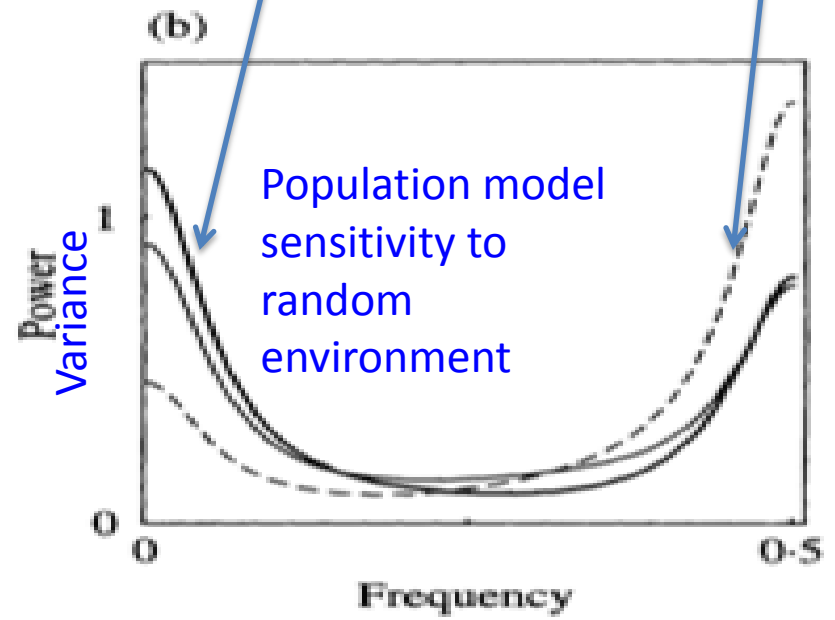 (b)
Population model
sensitivity to
random
environment
Power
Variance
1
0
0
0·5
Frequency